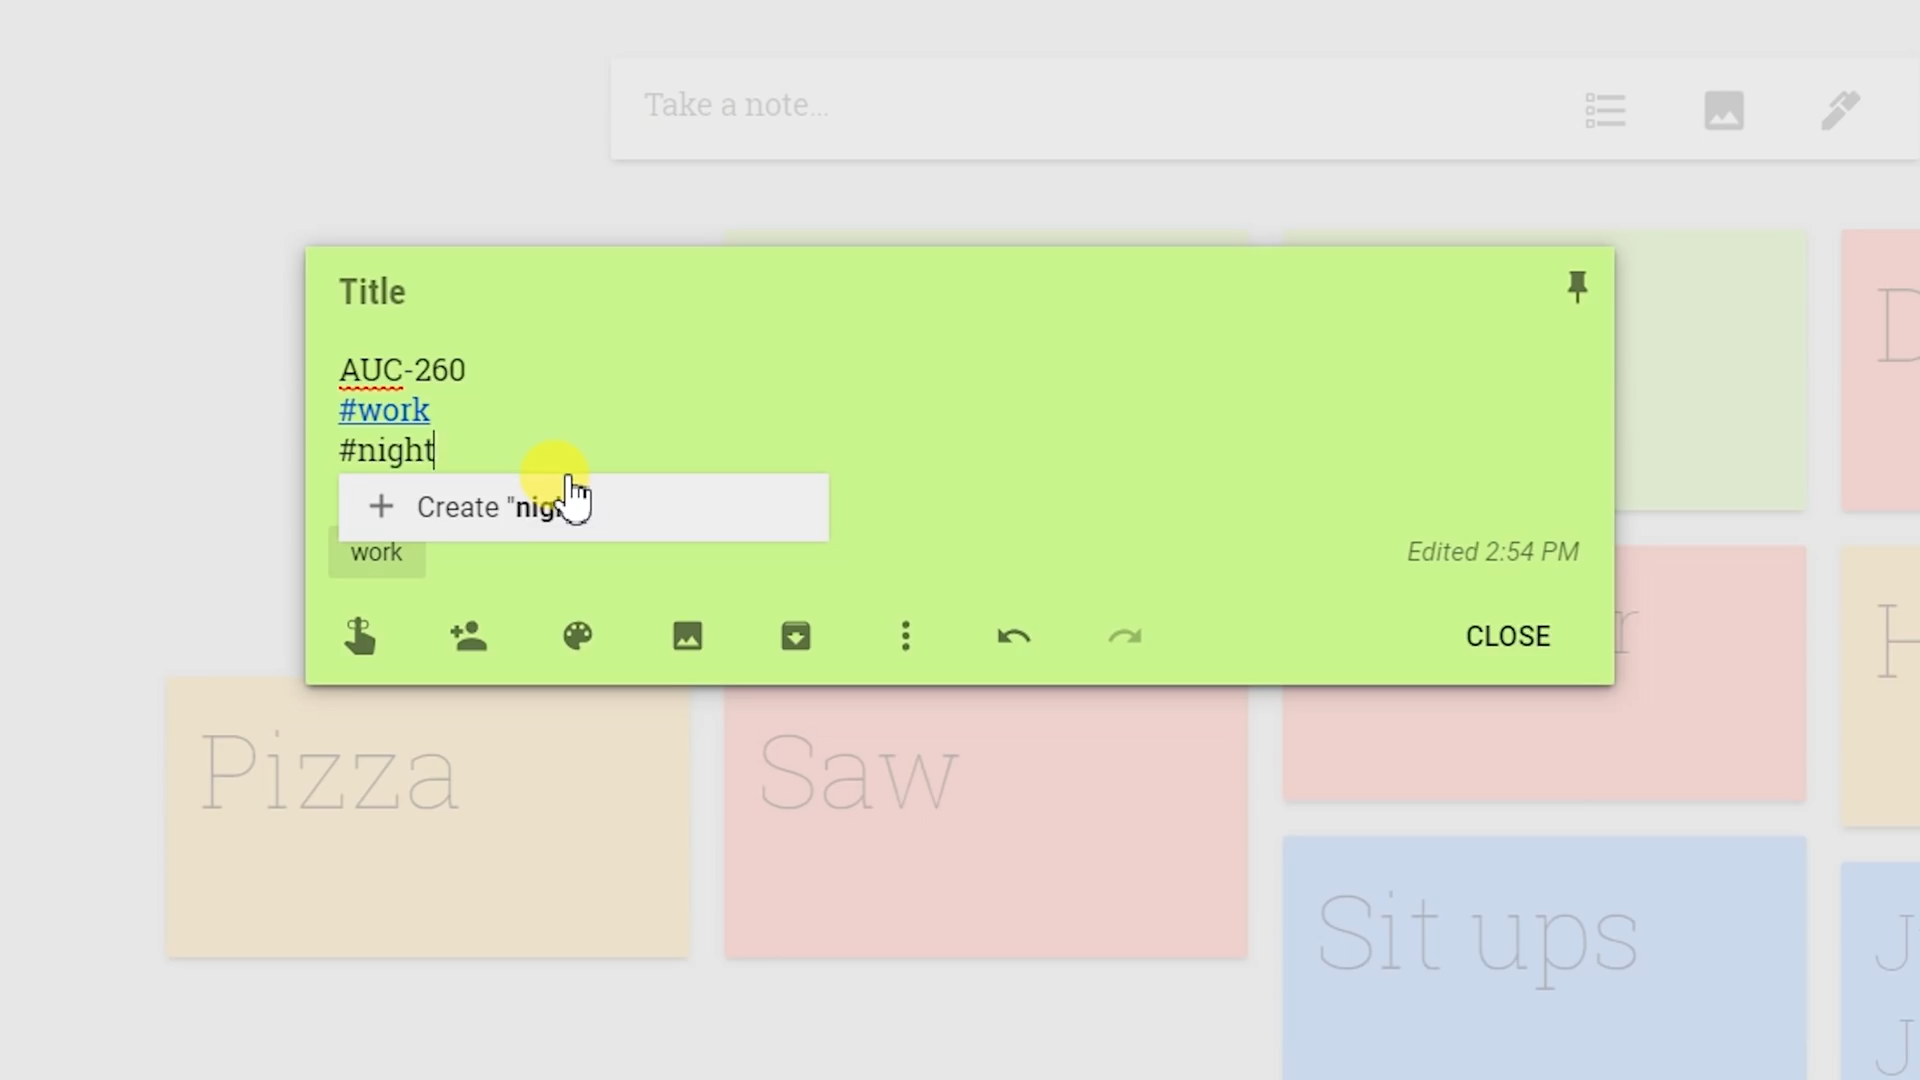 Take a note...
Title
AUC-260
#work
#night
Create "nig
work
Edited 2:54 PM
CLOSE
r
D
H
Pizza
Saw
Sit ups
J
J